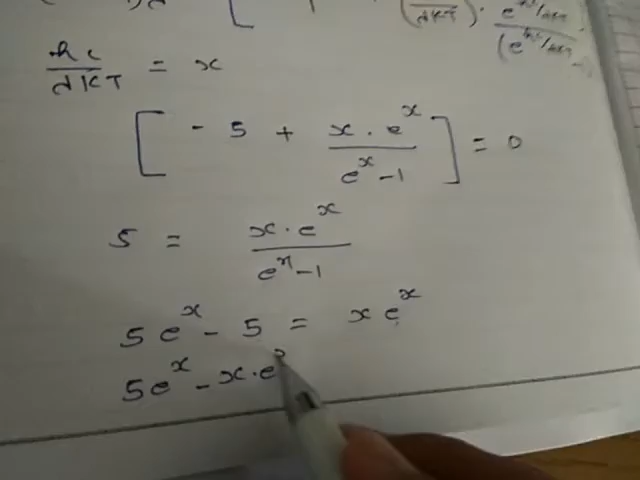 hc/λKT = x
[ - 5 + x · e^x / e^x - 1 ] = 0
5 = x · e^x / e^x - 1
5e^x - 5 = xe^x
5e^x - x·e